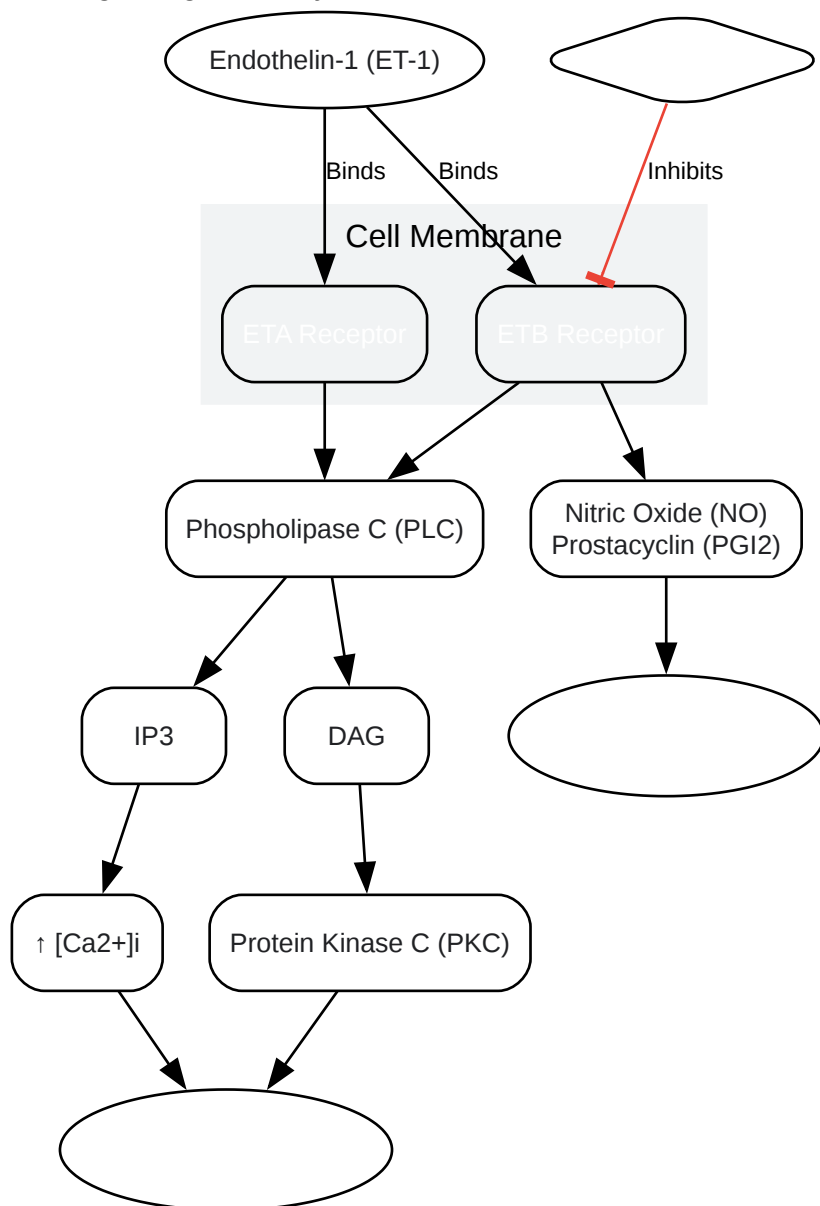 Endothelin-1 (ET-1)
Binds
Binds
Inhibits
Cell Membrane
ETA Receptor
ETB Receptor
Phospholipase C (PLC)
Nitric Oxide (NO)
Prostacyclin (PGI2)
IP3
DAG
↑ [Ca2+]i
Protein Kinase C (PKC)